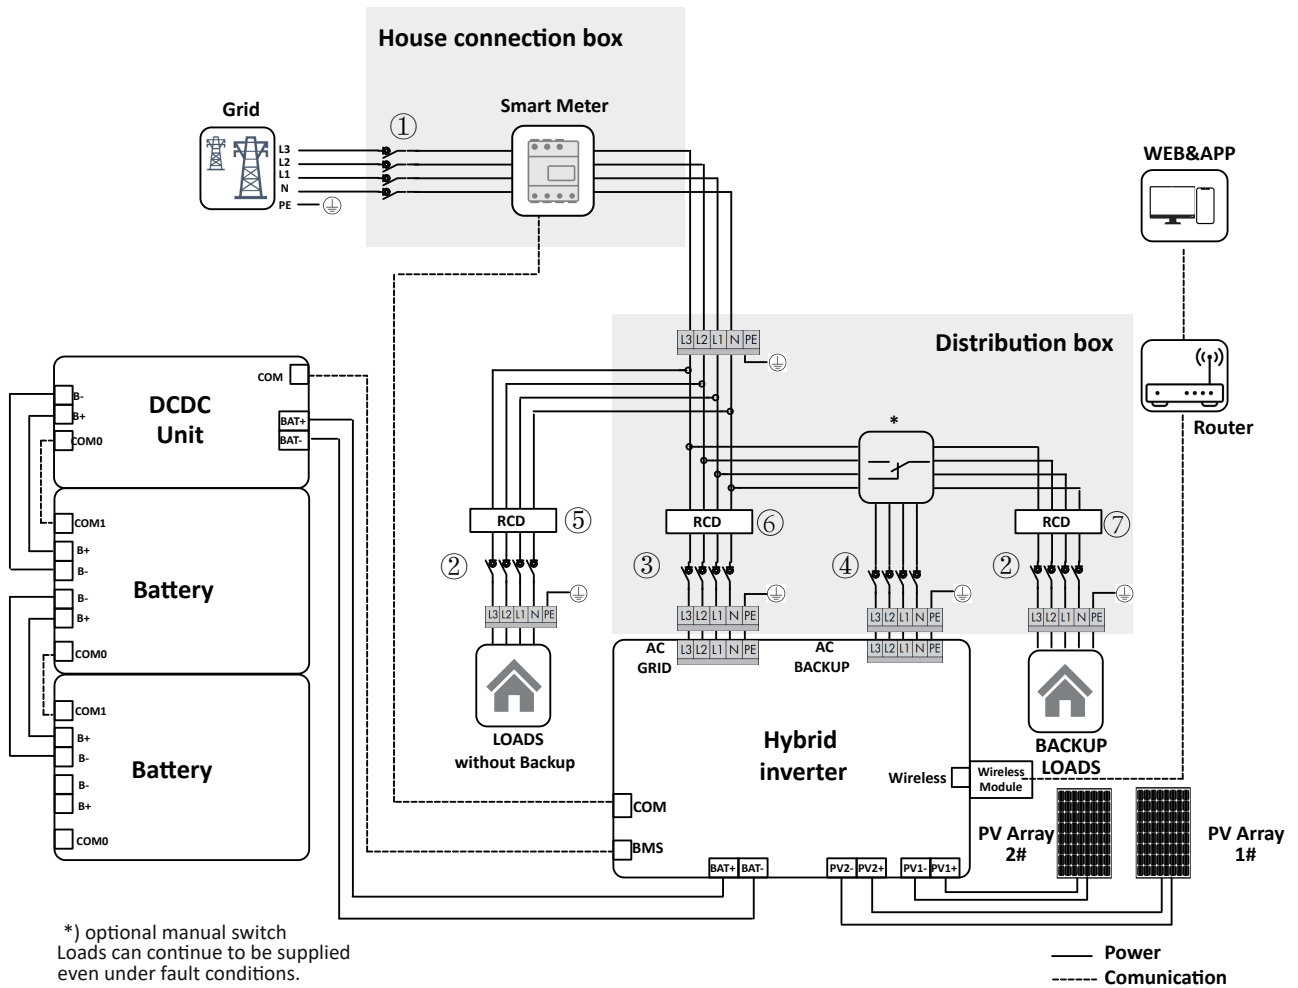 House connection box
Grid
Smart Meter
①
L3
L2
L1
N
PE
WEB&APP
Distribution box
L3 L2 L1 N PE
Router
COM
B-
B+
DCDC
Unit
BAT+
BAT-
COM0
*
RCD ⑤
RCD ⑥
RCD ⑦
②
③
④
②
COM1
B+
B-
Battery
B-
B+
COM0
L3 L2 L1 N PE
L3 L2 L1 N PE
L3 L2 L1 N PE
L3 L2 L1 N PE
AC
GRID
L3 L2 L1 N PE
AC
BACKUP
L3 L2 L1 N PE
COM1
B+
B-
Battery
B-
B+
COM0
LOADS
without Backup
Hybrid
inverter
BACKUP
LOADS
Wireless
Wireless
Module
COM
BMS
BAT+ BAT-
PV2- PV2+
PV1- PV1+
PV Array
2#
PV Array
1#
*) optional manual switch
Loads can continue to be supplied
even under fault conditions.
Power
Comunication